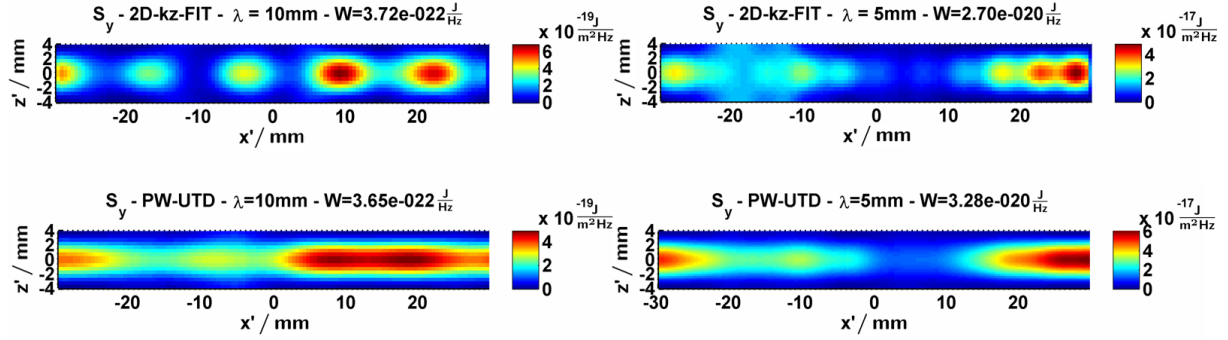 S_y - 2D-kz-FIT - λ = 10mm - W=3.72e-022 J/Hz
x 10^-19 J/m²Hz
z' / mm
4
2
0
-2
-4
-20 -10 0 10 20
x' / mm
6
4
2
0
S_y - 2D-kz-FIT - λ = 5mm - W=2.70e-020 J/Hz
x 10^-17 J/m²Hz
z' / mm
4
2
0
-2
-4
-20 -10 0 10 20
x' / mm
4
2
0
S_y - PW-UTD - λ=10mm - W=3.65e-022 J/Hz
x 10^-19 J/m²Hz
z' / mm
4
2
0
-2
-4
-20 -10 0 10 20
x' / mm
4
2
0
S_y - PW-UTD - λ=5mm - W=3.28e-020 J/Hz
x 10^-17 J/m²Hz
z' / mm
4
2
0
-2
-4
-30 -20 -10 0 10 20
x' / mm
6
4
2
0